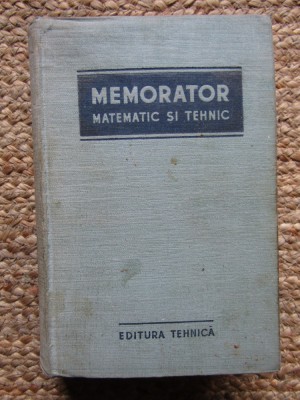 MEMORATOR
MATEMATIC SI TEHNIC
EDITURA TEHNICĂ